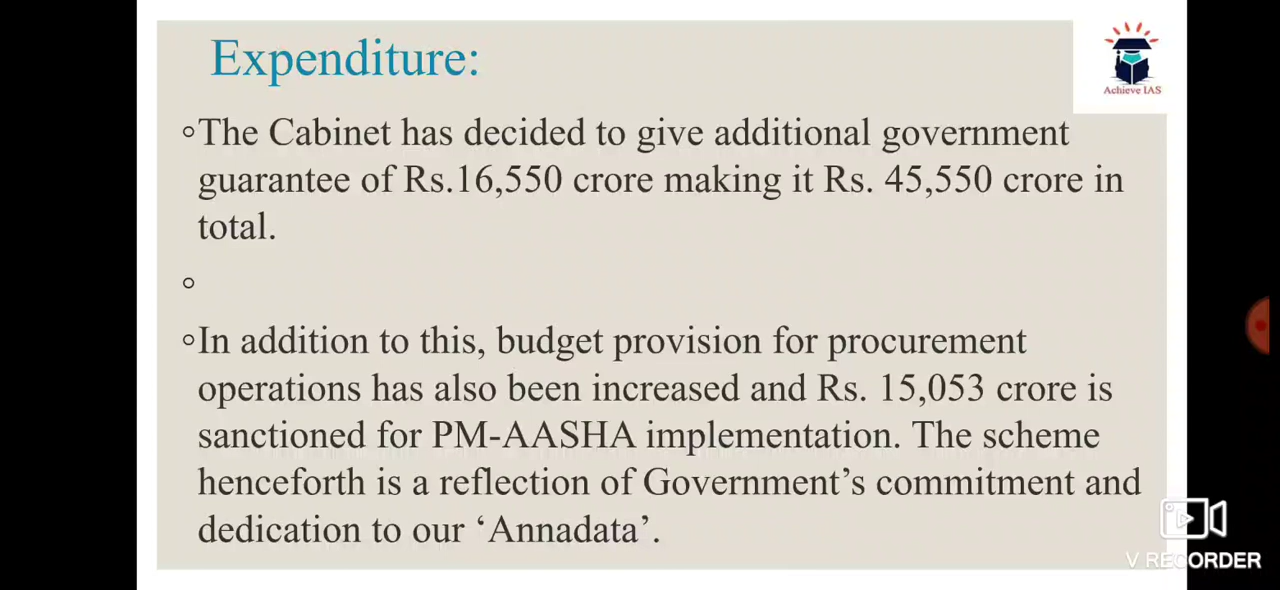 Expenditure:
Achieve IAS
◦The Cabinet has decided to give additional government
guarantee of Rs.16,550 crore making it Rs. 45,550 crore in
total.
◦
◦In addition to this, budget provision for procurement
operations has also been increased and Rs. 15,053 crore is
sanctioned for PM-AASHA implementation. The scheme
henceforth is a reflection of Government’s commitment and
dedication to our ‘Annadata’.
V RECORDER